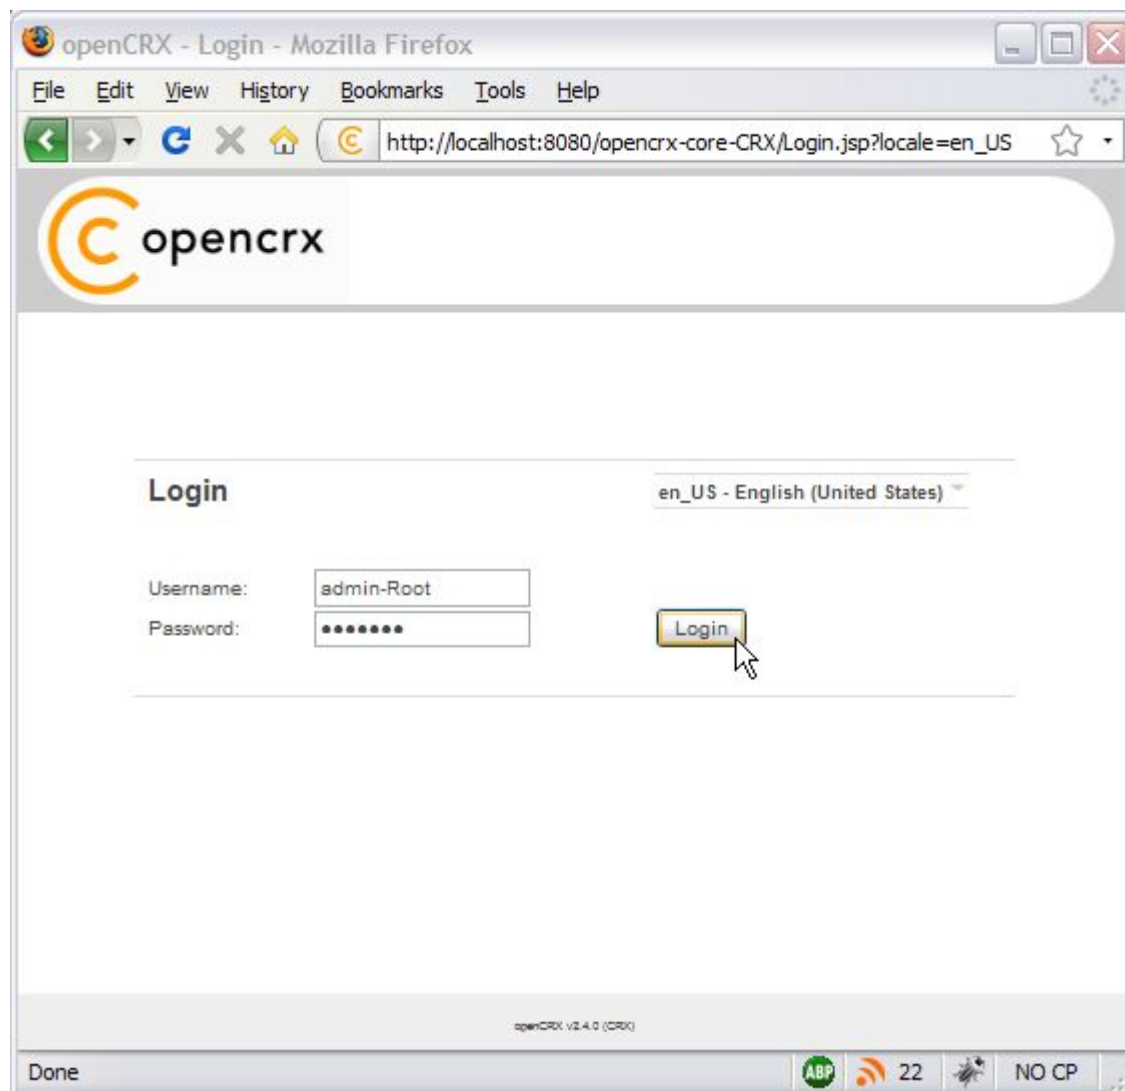 openCRX - Login - Mozilla Firefox
File Edit View History Bookmarks Tools Help
http://localhost:8080/opencrx-core-CRX/Login.jsp?locale=en_US
opencrx
Login en_US - English (United States)
Username: admin-Root
Password: ●●●●●●●
Login
openCRX v2.4.0 (CRX)
Done ABP 22 NO CP